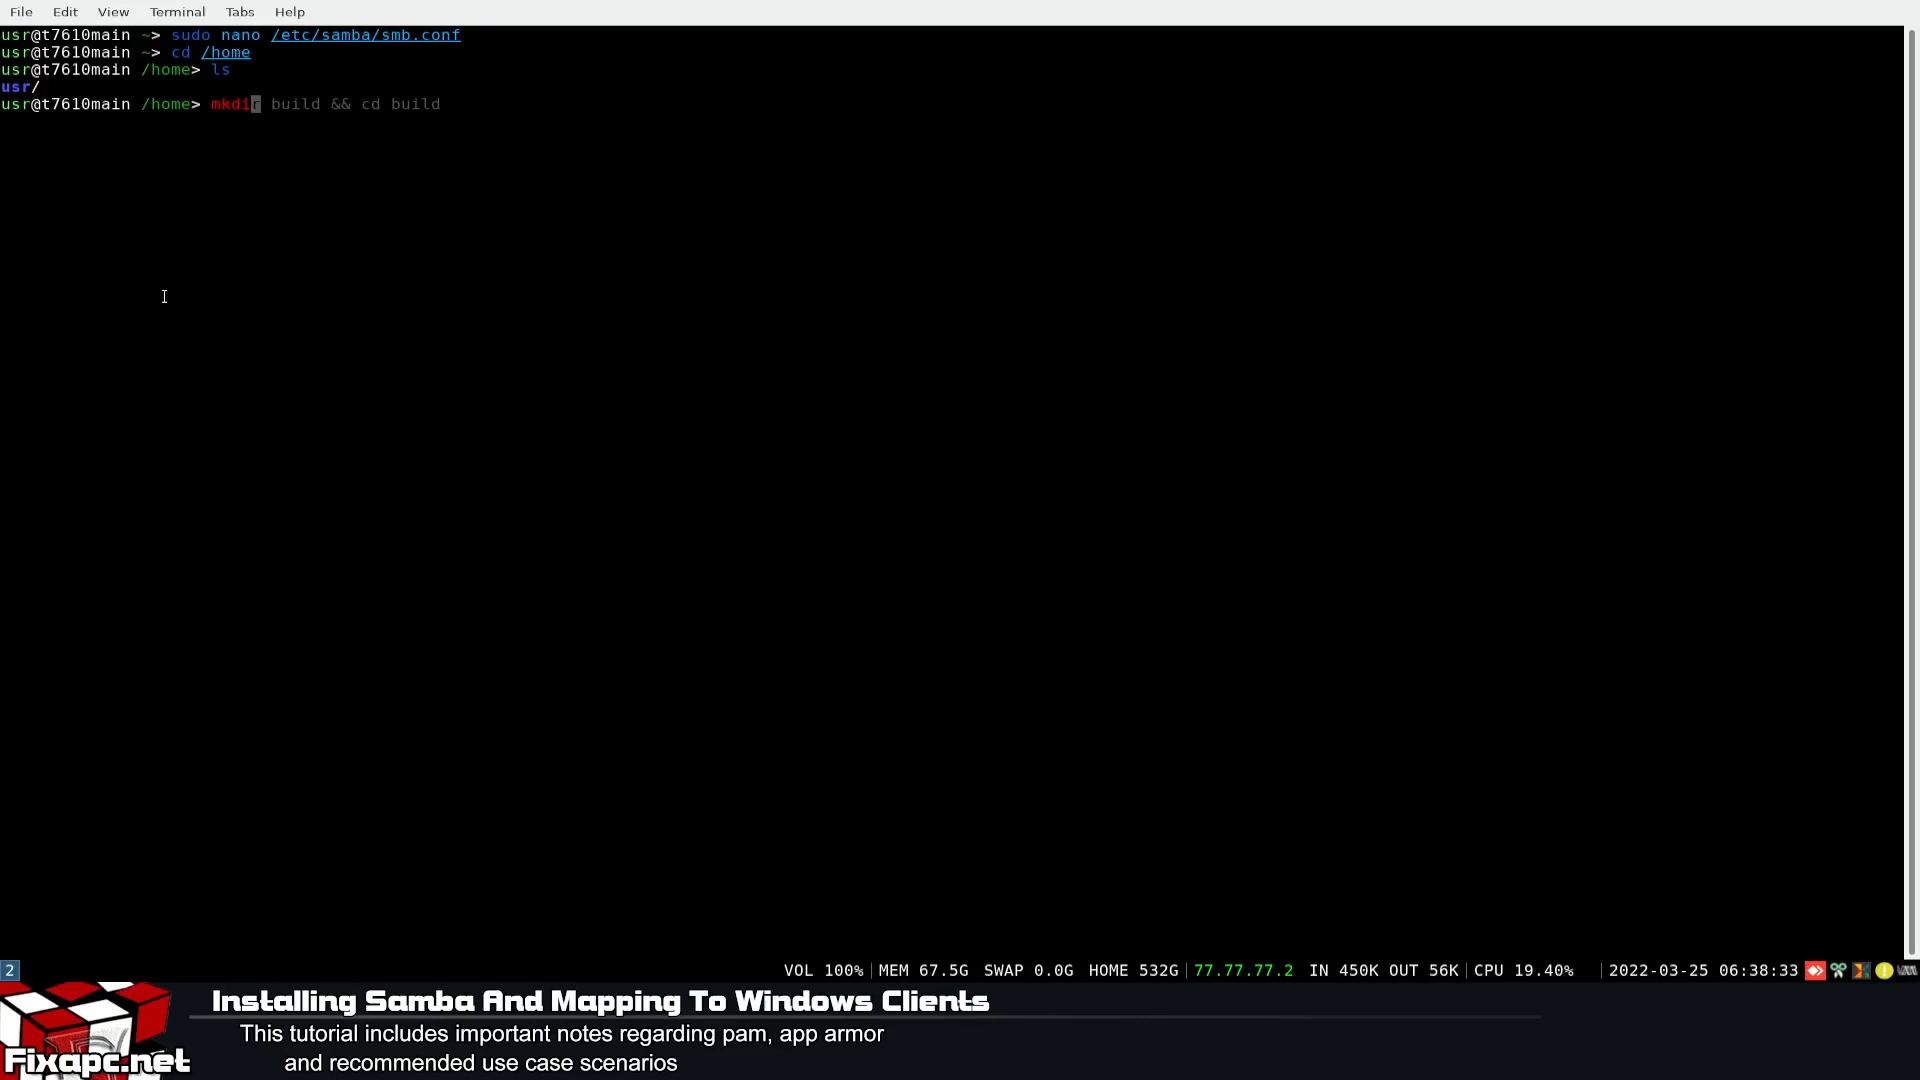 File Edit View Terminal Tabs Help
usr@t7610main ~> sudo nano /etc/samba/smb.conf
usr@t7610main ~> cd /home
usr@t7610main /home> ls
usr/
usr@t7610main /home> mkdir build && cd build
2 VOL 100% MEM 67.5G SWAP 0.0G HOME 532G 77.77.77.2 IN 450K OUT 56K CPU 19.40% 2022-03-25 06:38:33
Installing Samba And Mapping To Windows Clients
This tutorial includes important notes regarding pam, app armor
and recommended use case scenarios
Fixapc.net